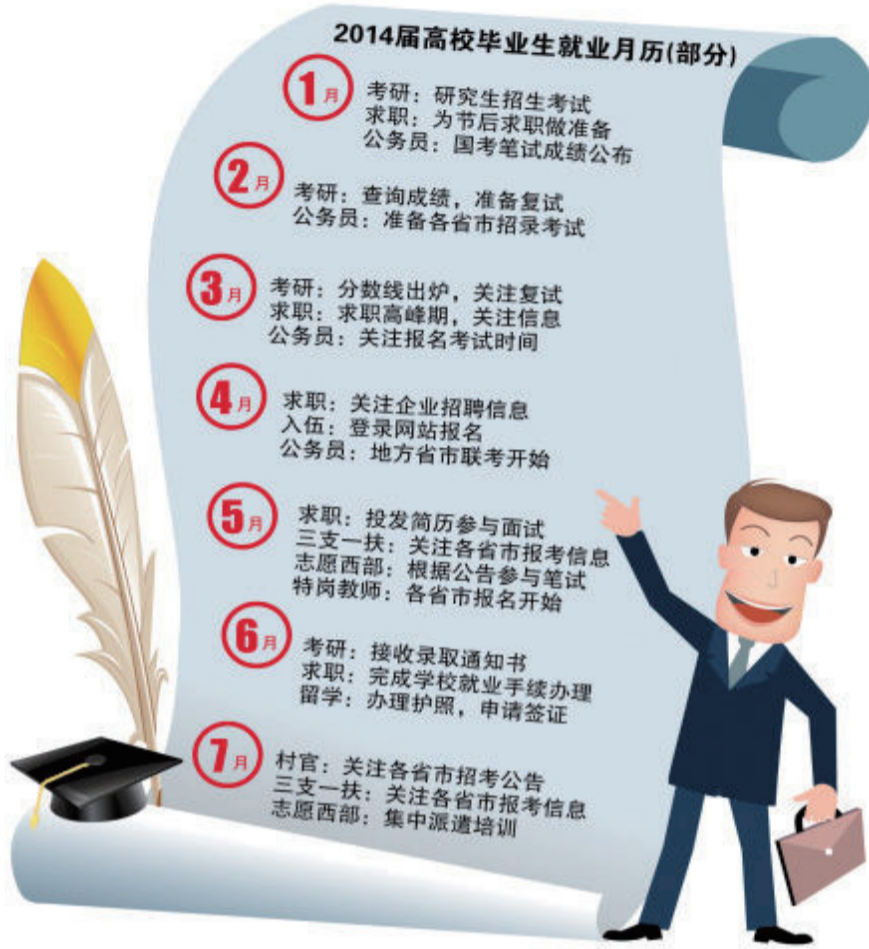 2014届高校毕业生就业月历(部分)
1月
考研：研究生招生考试
求职：为节后求职做准备
公务员：国考笔试成绩公布
2月
考研：查询成绩，准备复试
公务员：准备各省市招录考试
3月
考研：分数线出炉，关注复试
求职：求职高峰期，关注信息
公务员：关注报名考试时间
4月
求职：关注企业招聘信息
入伍：登录网站报名
公务员：地方省市联考开始
5月
求职：投发简历参与面试
三支一扶：关注各省市报考信息
志愿西部：根据公告参与笔试
特岗教师：各省市报名开始
6月
考研：接收录取通知书
求职：完成学校就业手续办理
留学：办理护照，申请签证
7月
村官：关注各省市招考公告
三支一扶：关注各省市报考信息
志愿西部：集中派遣培训